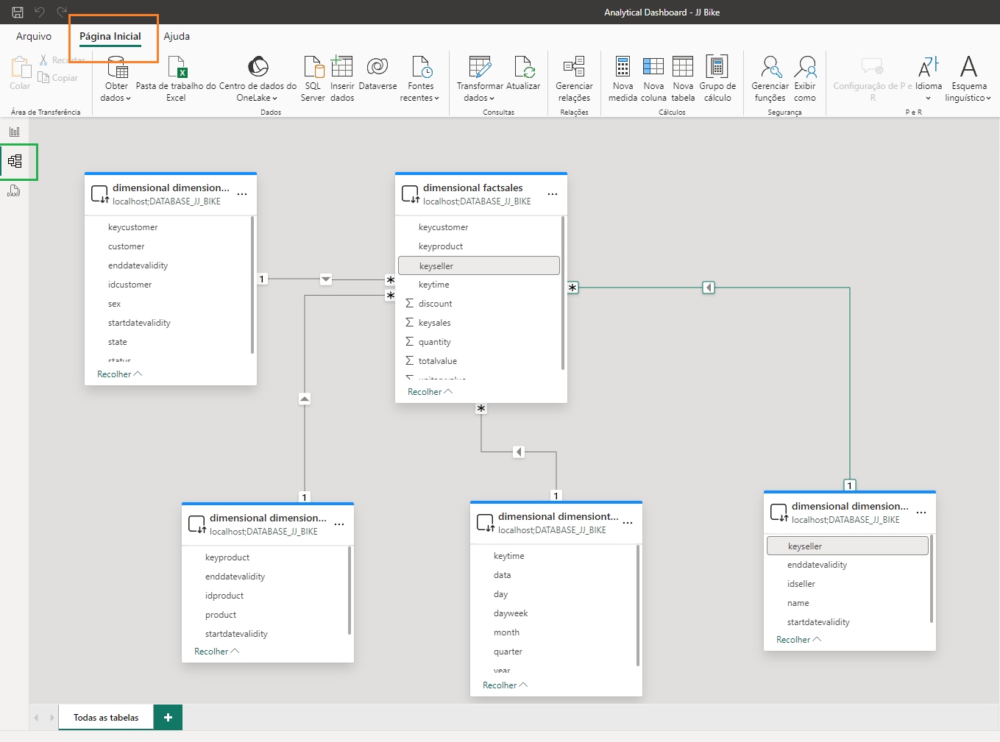 Analytical Dashboard - JJ Bike
Arquivo
Página Inicial
Ajuda
Colar
Recortar
Copiar
Área de Transferência
Obter dados
Pasta de trabalho do Excel
Centro de dados do OneLake
SQL Server
Inserir dados
Dataverse
Fontes recentes
Dados
Transformar dados
Atualizar
Consultas
Gerenciar relações
Relações
Nova medida
Nova coluna
Nova tabela
Grupo de cálculo
Cálculos
Gerenciar funções
Exibir como
Segurança
Configuração de P e R
Idioma
Esquema linguístico
P e R
DAX
dimensional dimension...
localhost;DATABASE_JJ_BIKE
keycustomer
customer
enddatevalidity
idcustomer
sex
startdatevalidity
state
status
Recolher
1
*
*
dimensional factsales
localhost;DATABASE_JJ_BIKE
keycustomer
keyproduct
keyseller
keytime
∑ discount
∑ keysales
∑ quantity
∑ totalvalue
∑ unitaryvalue
Recolher
*
*
1
dimensional dimension...
localhost;DATABASE_JJ_BIKE
keyproduct
enddatevalidity
idproduct
product
startdatevalidity
Recolher
1
dimensional dimensiont...
localhost;DATABASE_JJ_BIKE
keytime
data
day
dayweek
month
quarter
year
Recolher
1
dimensional dimension...
localhost;DATABASE_JJ_BIKE
keyseller
enddatevalidity
idseller
name
startdatevalidity
Recolher
Todas as tabelas
+